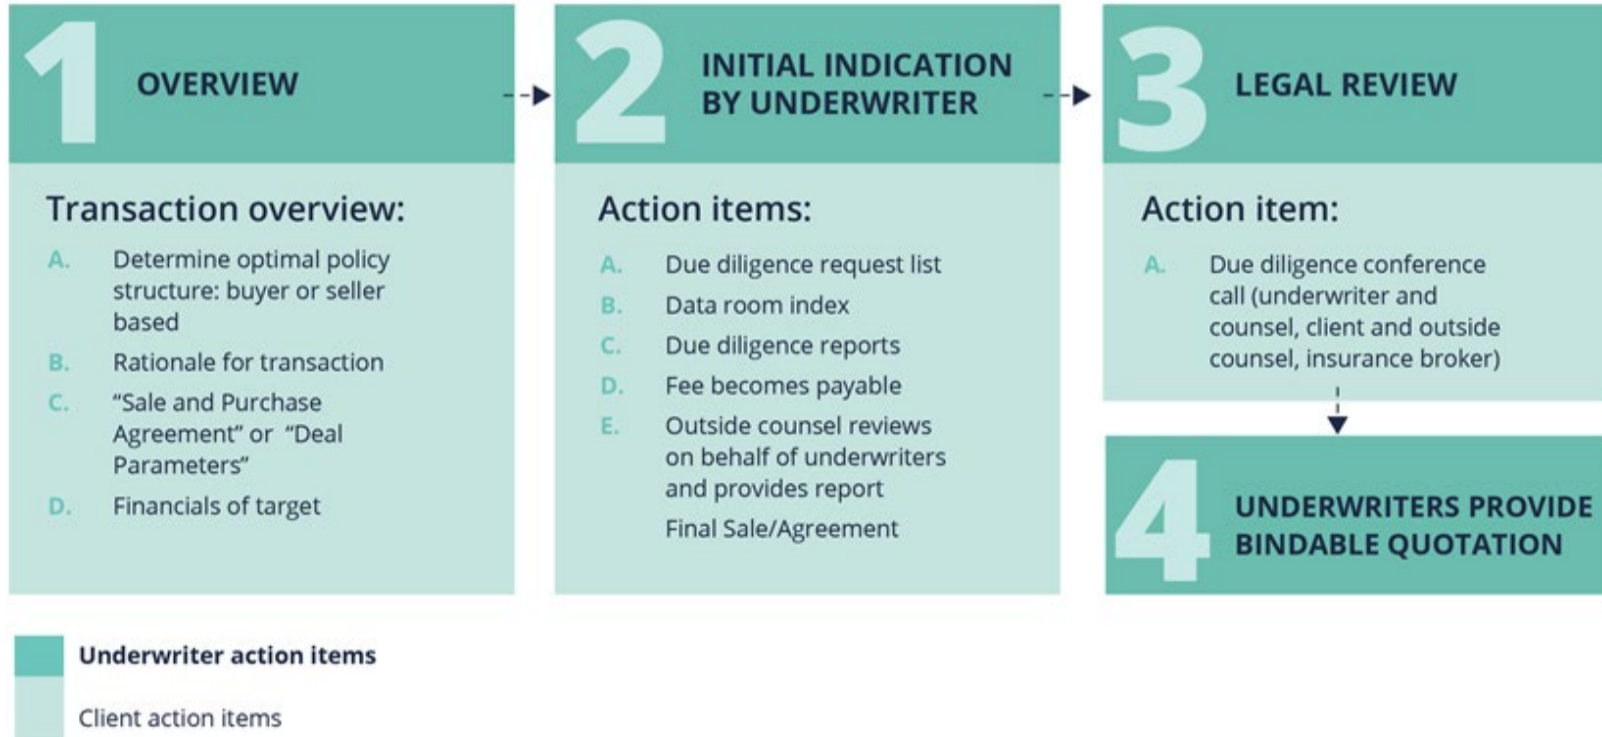 1
OVERVIEW
Transaction overview:
A. Determine optimal policy
structure: buyer or seller
based
B. Rationale for transaction
C. “Sale and Purchase
Agreement” or “Deal
Parameters”
D. Financials of target
2
INITIAL INDICATION
BY UNDERWRITER
Action items:
A. Due diligence request list
B. Data room index
C. Due diligence reports
D. Fee becomes payable
E. Outside counsel reviews
on behalf of underwriters
and provides report
Final Sale/Agreement
3
LEGAL REVIEW
Action item:
A. Due diligence conference
call (underwriter and
counsel, client and outside
counsel, insurance broker)
4
UNDERWRITERS PROVIDE
BINDABLE QUOTATION
Underwriter action items
Client action items